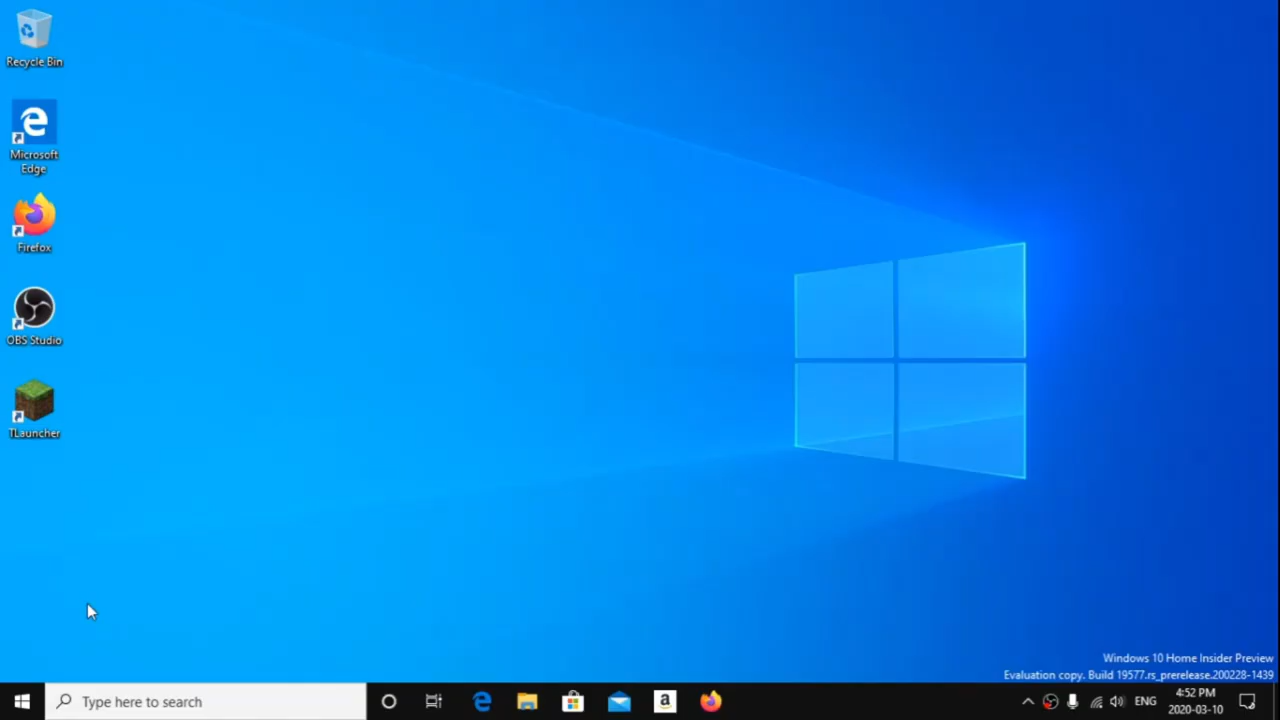 Recycle Bin
Microsoft
Edge
Firefox
OBS Studio
TLauncher
Windows 10 Home Insider Preview
Evaluation copy. Build 19577.rs_prerelease.200228-1439
Type here to search
a
ENG
4:52 PM
2020-03-10